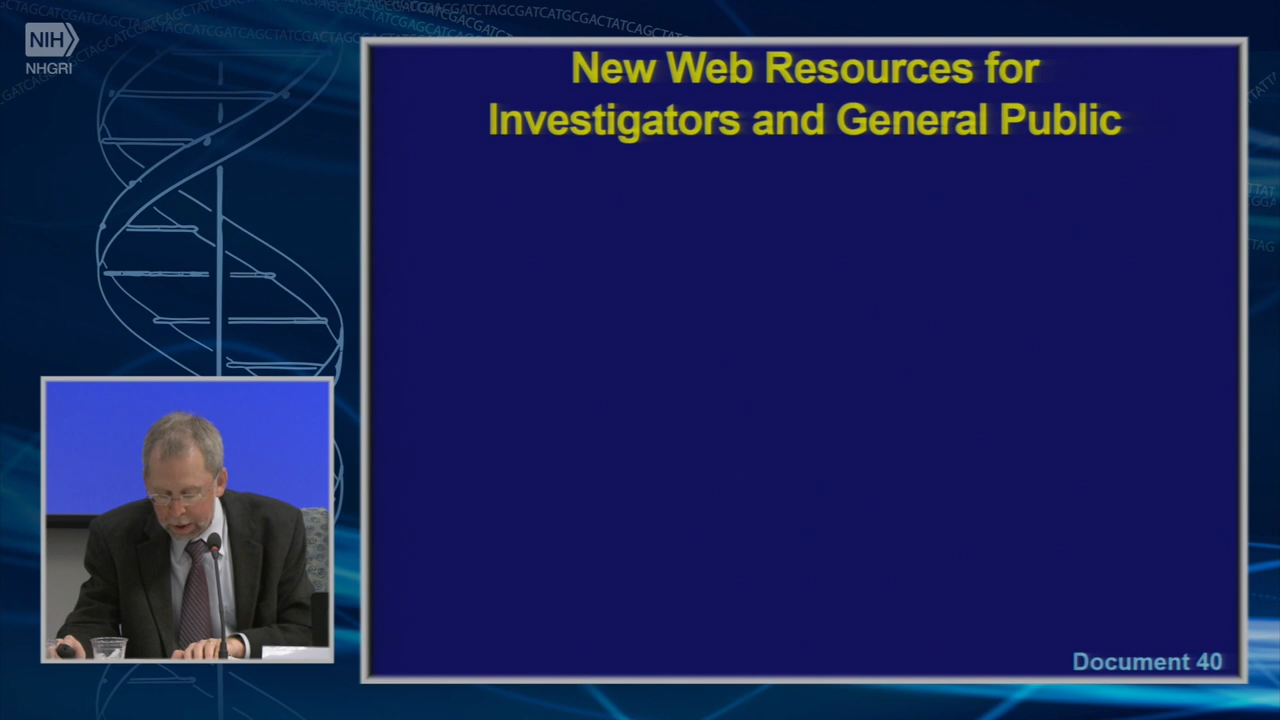 NIH
NHGRI
New Web Resources for
Investigators and General Public
Document 40